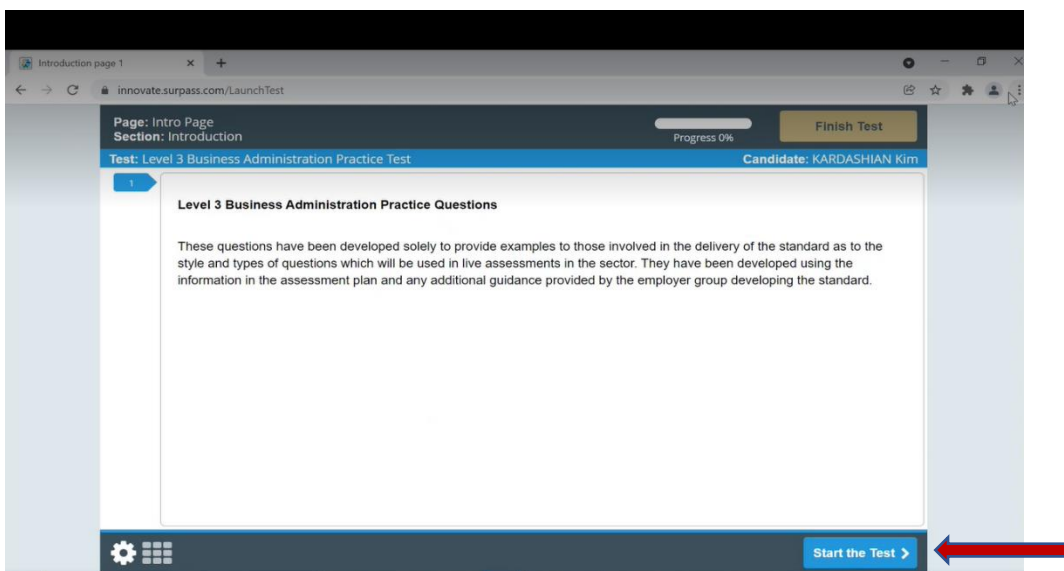 Introduction page 1
innovate.surpass.com/LaunchTest
Page: Intro Page
Section: Introduction
Progress 0%
Finish Test
Test: Level 3 Business Administration Practice Test
Candidate: KARDASHIAN Kim
1
Level 3 Business Administration Practice Questions
These questions have been developed solely to provide examples to those involved in the delivery of the standard as to the
style and types of questions which will be used in live assessments in the sector. They have been developed using the
information in the assessment plan and any additional guidance provided by the employer group developing the standard.
Start the Test